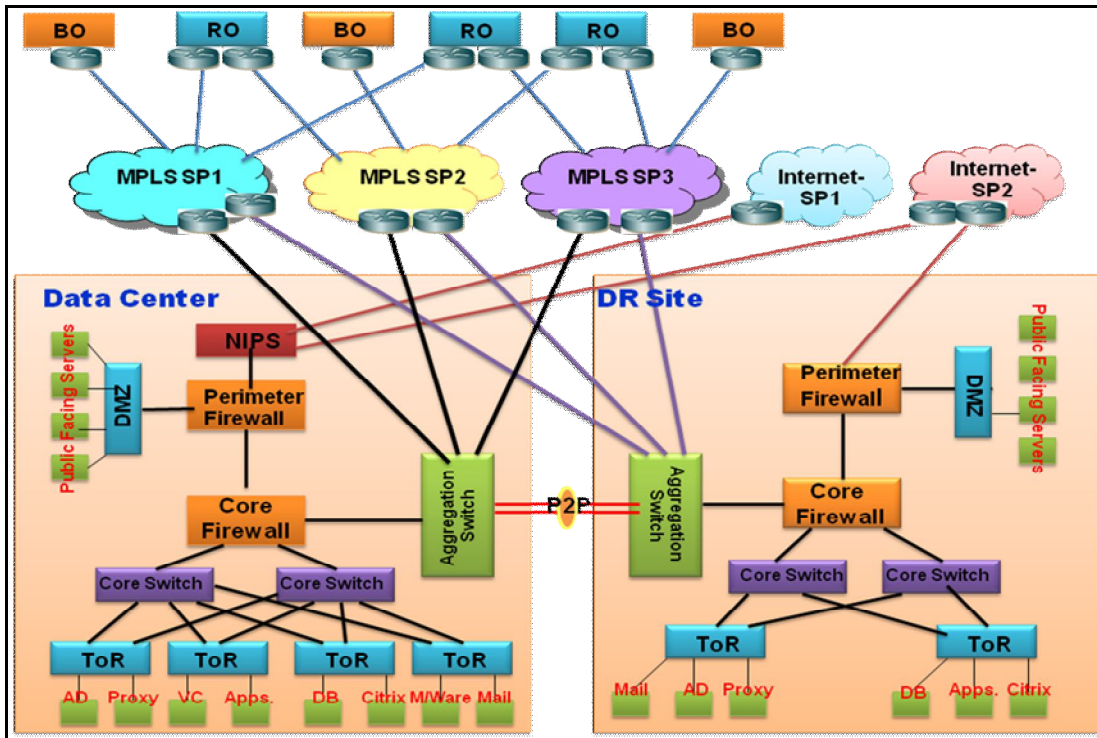 BO
RO
BO
RO
RO
BO
MPLS SP1
MPLS SP2
MPLS SP3
Internet-
SP1
Internet-
SP2
Data Center
DR Site
NIPS
Public Facing Servers
DMZ
Perimeter
Firewall
Core
Firewall
Aggregation
Switch
P2P
Aggregation
Switch
Perimeter
Firewall
DMZ
Public Facing Servers
Core
Firewall
Core Switch
Core Switch
Core Switch
Core Switch
ToR
ToR
ToR
ToR
ToR
ToR
AD
Proxy
VC
Apps.
DB
Citrix
M/Ware
Mail
Mail
AD
Proxy
DB
Apps.
Citrix